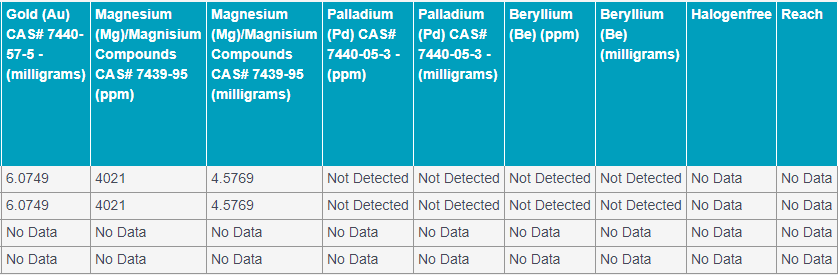 Gold (Au)
CAS# 7440-
57-5 -
(milligrams)
Magnesium
(Mg)/Magnisium
Compounds
CAS# 7439-95
(ppm)
Magnesium
(Mg)/Magnisium
Compounds
CAS# 7439-95
(milligrams)
Palladium
(Pd) CAS#
7440-05-3 -
(ppm)
Palladium
(Pd) CAS#
7440-05-3 -
(milligrams)
Beryllium
(Be) (ppm)
Beryllium
(Be)
(milligrams)
Halogenfree
Reach
6.0749 4021 4.5769 Not Detected Not Detected Not Detected Not Detected No Data No Data
6.0749 4021 4.5769 Not Detected Not Detected Not Detected Not Detected No Data No Data
No Data No Data No Data No Data No Data No Data No Data No Data No Data
No Data No Data No Data No Data No Data No Data No Data No Data No Data